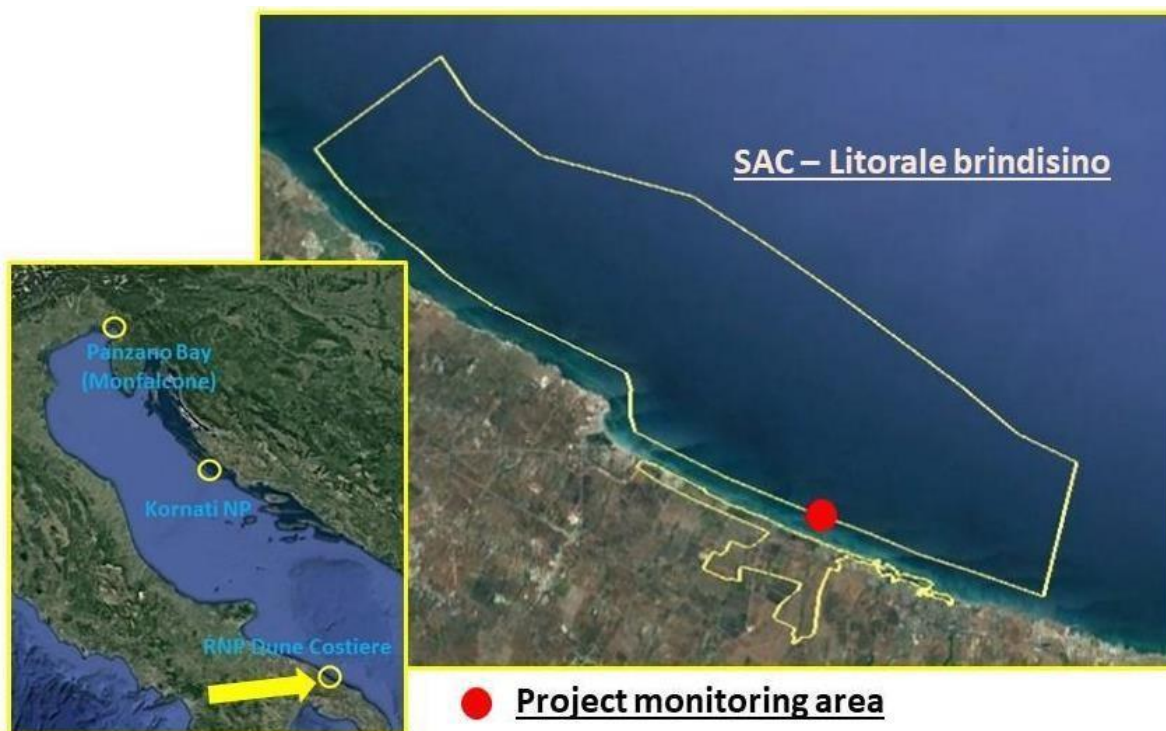 SAC – Litorale brindisino
Panzano Bay
(Monfalcone)
Kornati NP
RNP Dune Costiere
Project monitoring area